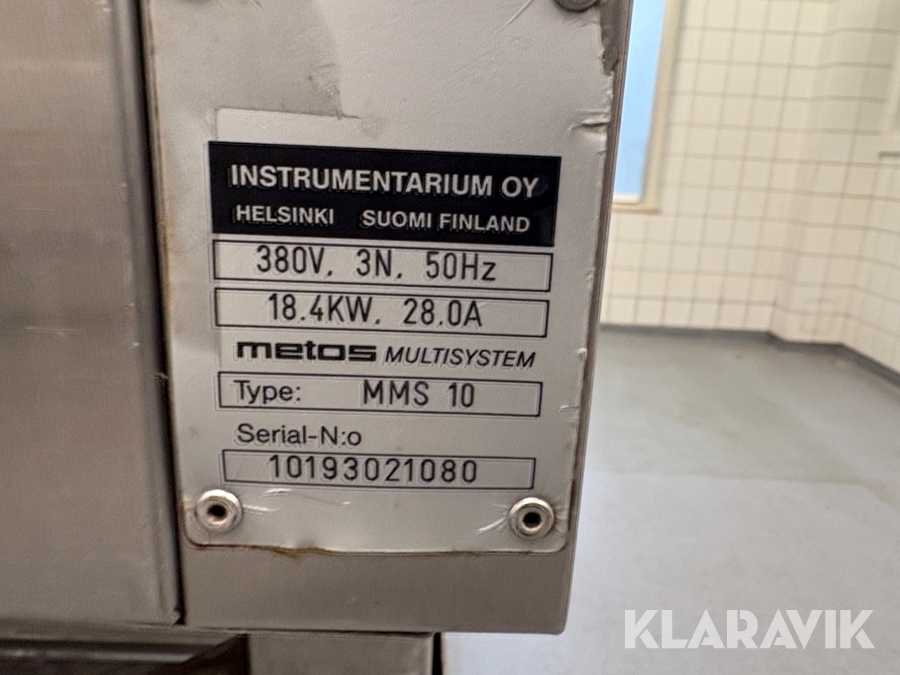 INSTRUMENTARIUM OY
HELSINKI SUOMI FINLAND
380V, 3N, 50Hz
18.4KW, 28.0A
metos MULTISYSTEM
Type: MMS 10
Serial-N:o
10193021080
KLARAVIK